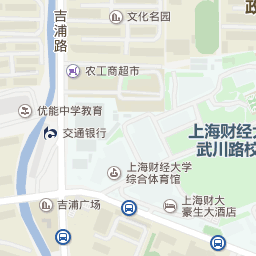 文化名园
政
吉浦路
农工商超市
优能中学教育
交通银行
上海财经大
武川路校
上海财经大学
综合体育馆
上海财大
豪生大酒店
吉浦广场